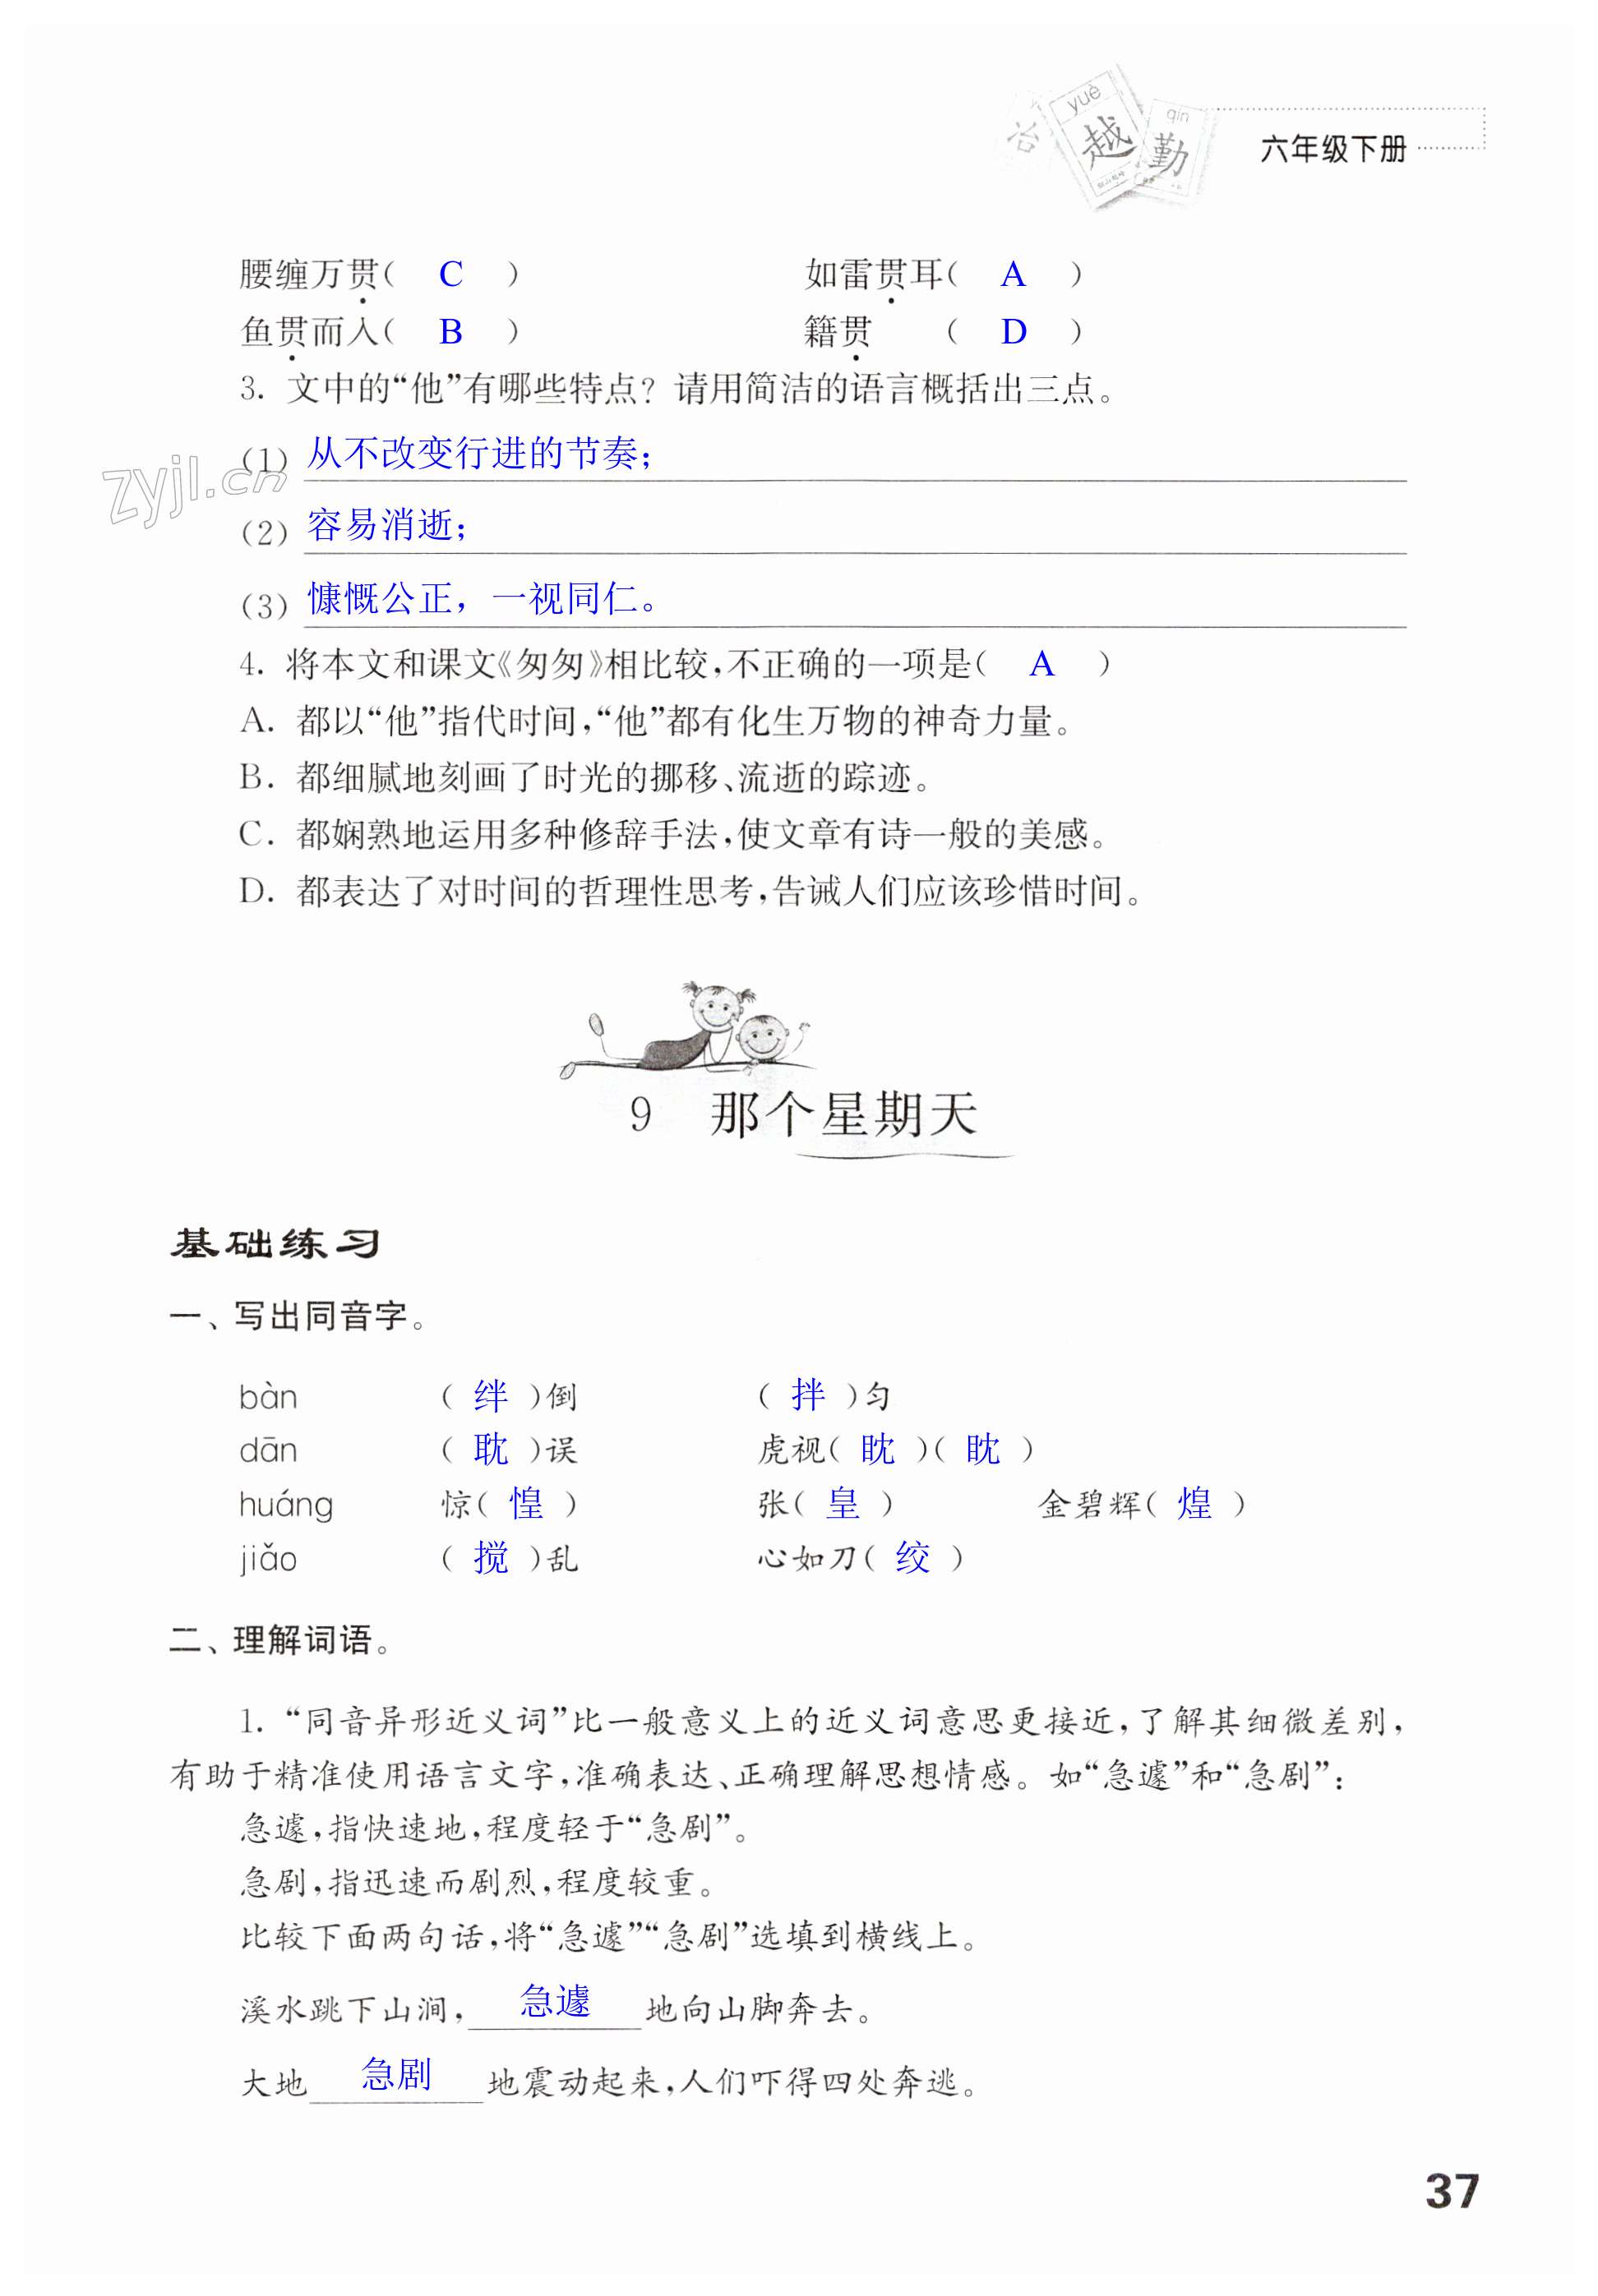 yuè
越
qín
勤
六年级下册
腰缠万贯( C ) 如雷贯耳( A )
鱼贯而入( B ) 籍贯 ( D )
3. 文中的“他”有哪些特点？请用简洁的语言概括出三点。
(1) 从不改变行进的节奏；
zyjl.cn
(2) 容易消逝；
(3) 慷慨公正，一视同仁。
4. 将本文和课文《匆匆》相比较，不正确的一项是( A )
A. 都以“他”指代时间，“他”都有化生万物的神奇力量。
B. 都细腻地刻画了时光的挪移、流逝的踪迹。
C. 都娴熟地运用多种修辞手法，使文章有诗一般的美感。
D. 都表达了对时间的哲理性思考，告诫人们应该珍惜时间。
9 那个星期天
基础练习
一、写出同音字。
bàn ( 绊 )倒 ( 拌 )匀
dān ( 耽 )误 虎视( 眈 )( 眈 )
huáng 惊( 惶 ) 张( 皇 ) 金碧辉( 煌 )
jiǎo ( 搅 )乱 心如刀( 绞 )
二、理解词语。
1. “同音异形近义词”比一般意义上的近义词意思更接近，了解其细微差别，
有助于精准使用语言文字，准确表达、正确理解思想情感。如“急遽”和“急剧”：
急遽，指快速地，程度轻于“急剧”。
急剧，指迅速而剧烈，程度较重。
比较下面两句话，将“急遽”“急剧”选填到横线上。
溪水跳下山涧，急遽地向山脚奔去。
大地急剧地震动起来，人们吓得四处奔逃。
37